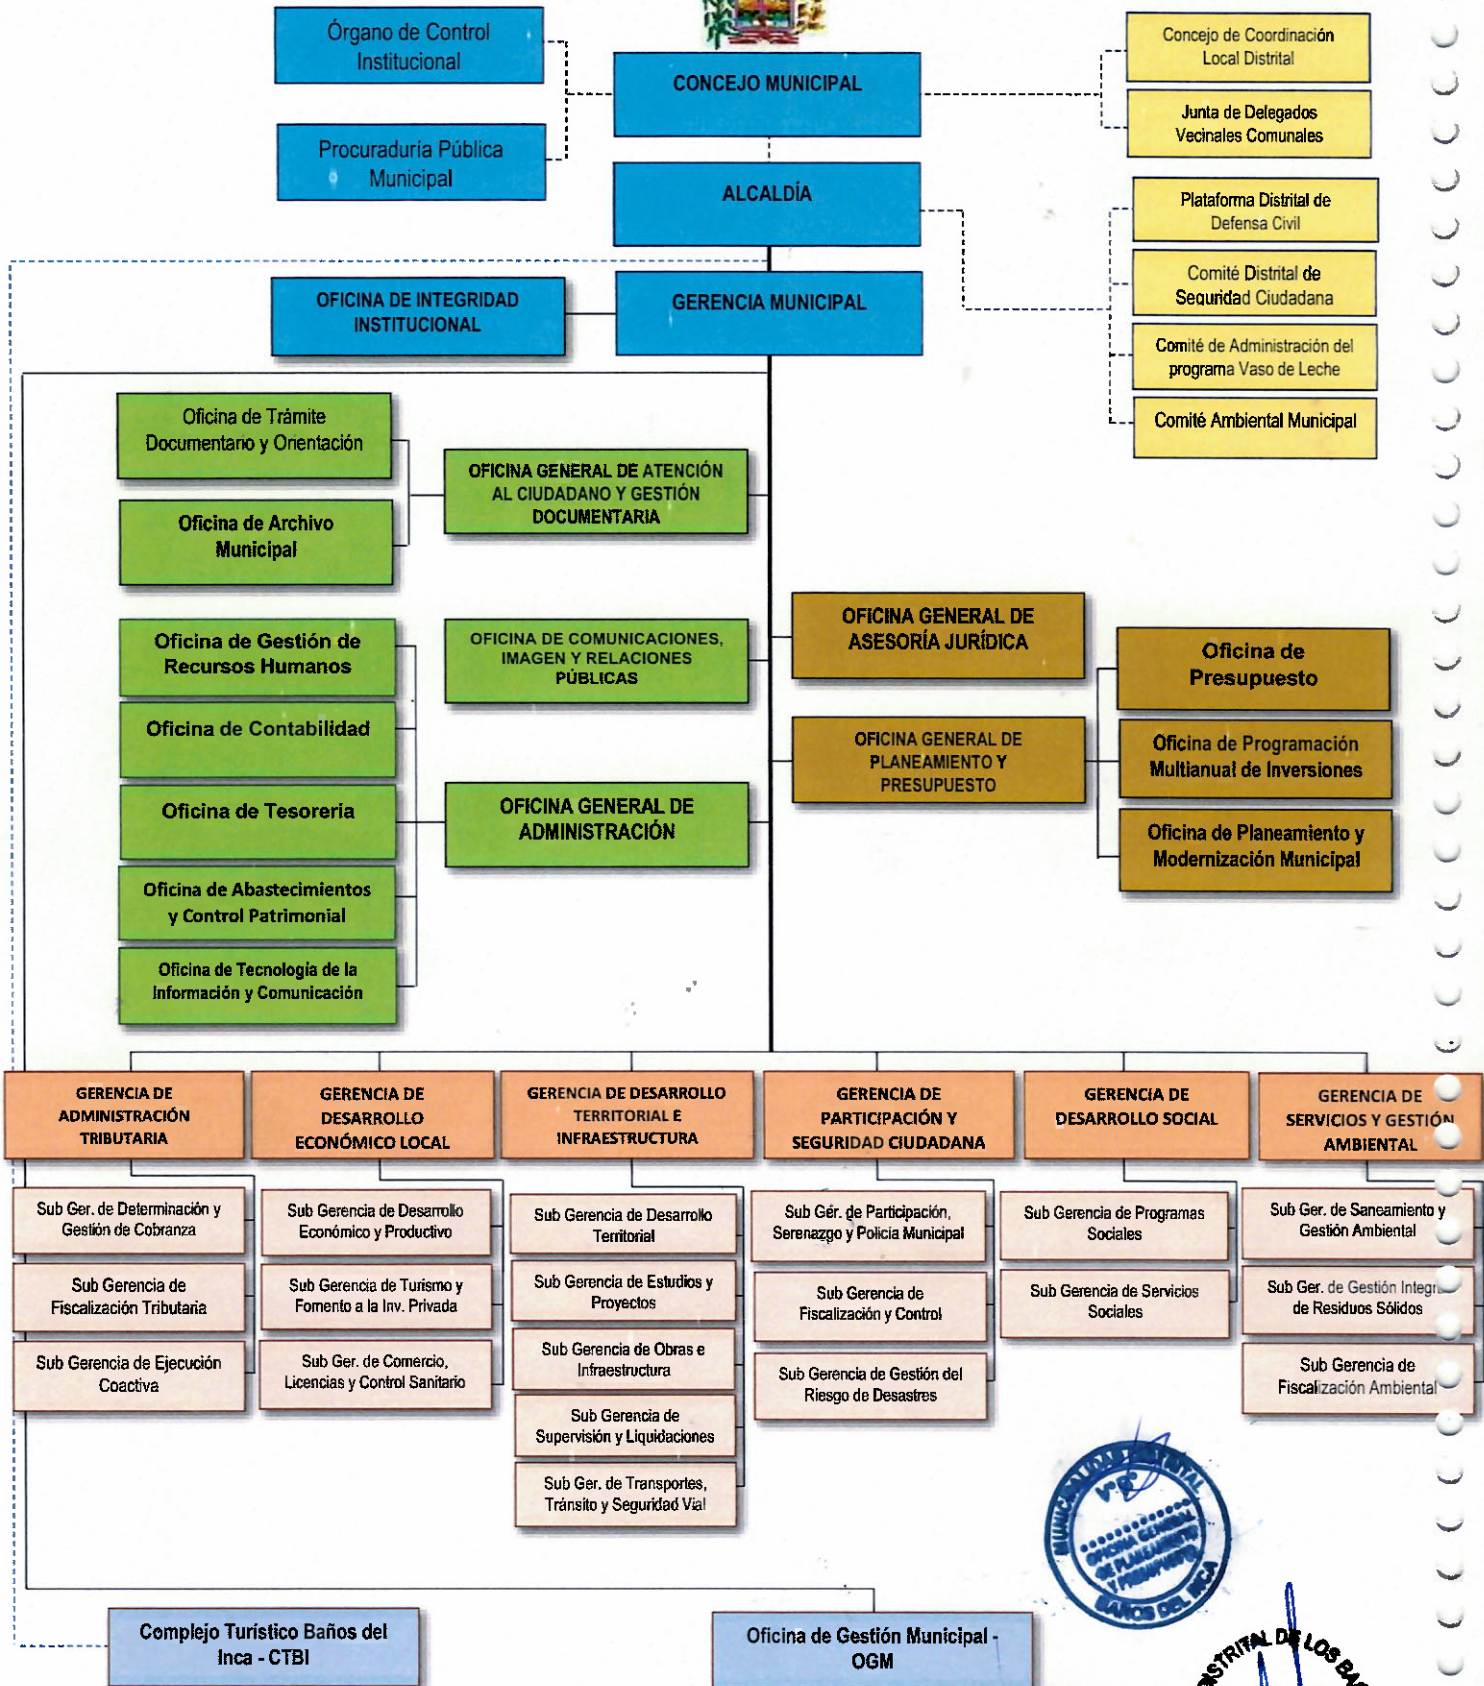 Órgano de Control
Institucional
Procuraduría Pública
Municipal
CONCEJO MUNICIPAL
ALCALDÍA
Concejo de Coordinación
Local Distrital
Junta de Delegados
Vecinales Comunales
Plataforma Distrital de
Defensa Civil
Comité Distrital de
Seguridad Ciudadana
Comité de Administración del
programa Vaso de Leche
Comité Ambiental Municipal
OFICINA DE INTEGRIDAD
INSTITUCIONAL
GERENCIA MUNICIPAL
Oficina de Trámite
Documentario y Orientación
Oficina de Archivo
Municipal
OFICINA GENERAL DE ATENCIÓN
AL CIUDADANO Y GESTIÓN
DOCUMENTARIA
Oficina de Gestión de
Recursos Humanos
Oficina de Contabilidad
Oficina de Tesorería
Oficina de Abastecimientos
y Control Patrimonial
Oficina de Tecnología de la
Información y Comunicación
OFICINA DE COMUNICACIONES,
IMAGEN Y RELACIONES
PÚBLICAS
OFICINA GENERAL DE
ADMINISTRACIÓN
OFICINA GENERAL DE
ASESORÍA JURÍDICA
OFICINA GENERAL DE
PLANEAMIENTO Y
PRESUPUESTO
Oficina de
Presupuesto
Oficina de Programación
Multianual de Inversiones
Oficina de Planeamiento y
Modernización Municipal
GERENCIA DE
ADMINISTRACIÓN
TRIBUTARIA
Sub Ger. de Determinación y
Gestión de Cobranza
Sub Gerencia de
Fiscalización Tributaria
Sub Gerencia de Ejecución
Coactiva
GERENCIA DE
DESARROLLO
ECONÓMICO LOCAL
Sub Gerencia de Desarrollo
Económico y Productivo
Sub Gerencia de Turismo y
Fomento a la Inv. Privada
Sub Ger. de Comercio,
Licencias y Control Sanitario
GERENCIA DE DESARROLLO
TERRITORIAL E
INFRAESTRUCTURA
Sub Gerencia de Desarrollo
Territorial
Sub Gerencia de Estudios y
Proyectos
Sub Gerencia de Obras e
Infraestructura
Sub Gerencia de
Supervisión y Liquidaciones
Sub Ger. de Transportes,
Tránsito y Seguridad Vial
GERENCIA DE
PARTICIPACIÓN Y
SEGURIDAD CIUDADANA
Sub Gér. de Participación,
Serenazgo y Policía Municipal
Sub Gerencia de
Fiscalización y Control
Sub Gerencia de Gestión del
Riesgo de Desastres
GERENCIA DE
DESARROLLO SOCIAL
Sub Gerencia de Programas
Sociales
Sub Gerencia de Servicios
Sociales
GERENCIA DE
SERVICIOS Y GESTIÓN
AMBIENTAL
Sub Ger. de Saneamiento y
Gestión Ambiental
Sub Ger. de Gestión
de Residuos Sólidos
Sub Gerencia de
Fiscalización Ambiental
Complejo Turístico Baños del
Inca - CTBI
Oficina de Gestión Municipal -
OGM
MUNICIPALIDAD DISTRITAL
V°B°
OFICINA GENERAL
DE PLANEAMIENTO
Y PRESUPUESTO
BAÑOS DEL INCA
DISTRITAL DE LOS